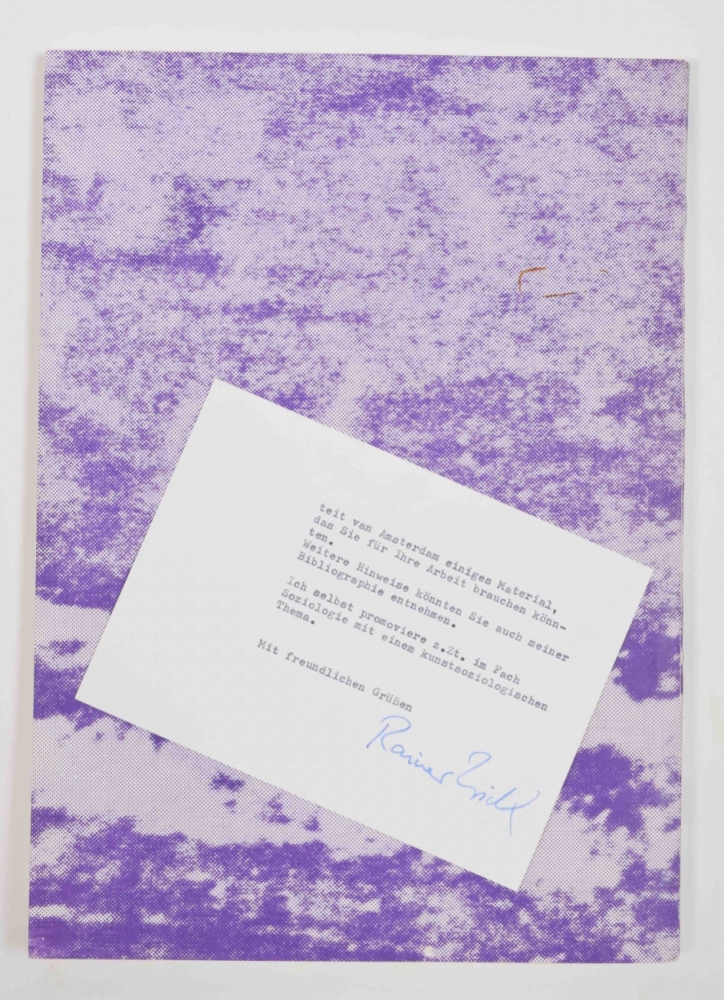 teit van Amsterdam einiges Material,
das Sie für Ihre Arbeit brauchen könn-
ten.
Weitere Hinweise könnten Sie auch meiner
Bibliographie entnehmen.
Ich selbst promoviere z.Zt. im Fach
Soziologie mit einem kunstsoziologischen
Thema.
Mit freundlichen Grüßen
Rainer